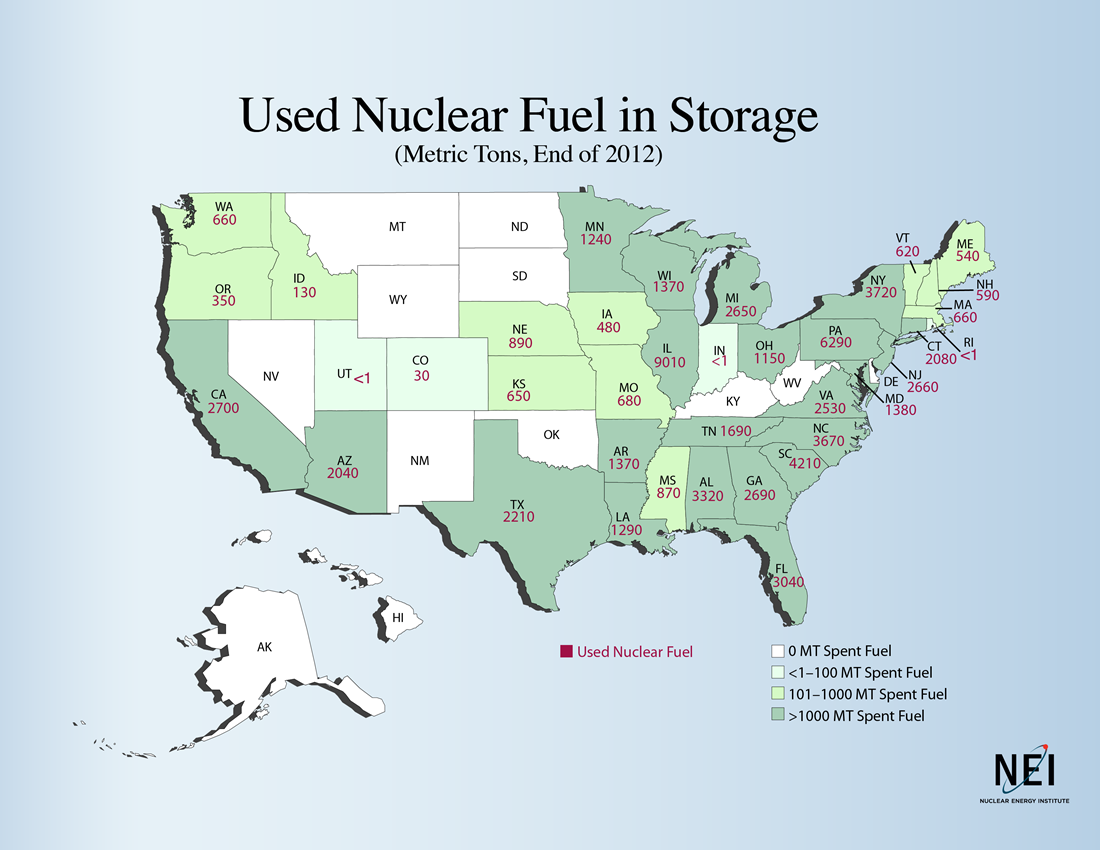 Used Nuclear Fuel in Storage
(Metric Tons, End of 2012)
WA
660
MT
ND
MN
1240
VT
620
ME
540
OR
350
ID
130
WY
SD
WI
1370
MI
2650
NY
3720
NH
590
MA
660
NV
UT <1
CO
30
NE
890
IA
480
IL
9010
IN
<1
OH
1150
PA
6290
CT
2080
RI
<1
NJ
2660
DE
MD
1380
CA
2700
KS
650
MO
680
KY
WV
VA
2530
AZ
2040
NM
OK
AR
1370
TN 1690
NC
3670
SC
4210
TX
2210
LA
1290
MS
870
AL
3320
GA
2690
FL
3040
HI
AK
Used Nuclear Fuel
0 MT Spent Fuel
<1–100 MT Spent Fuel
101–1000 MT Spent Fuel
>1000 MT Spent Fuel
NEI
NUCLEAR ENERGY INSTITUTE